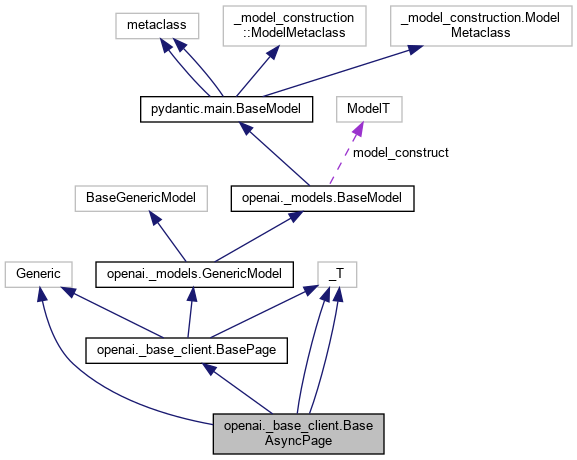 metaclass
_model_construction
::ModelMetaclass
_model_construction.Model
Metaclass
pydantic.main.BaseModel
ModelT
model_construct
BaseGenericModel
openai._models.BaseModel
Generic
openai._models.GenericModel
_T
openai._base_client.BasePage
openai._base_client.Base
AsyncPage